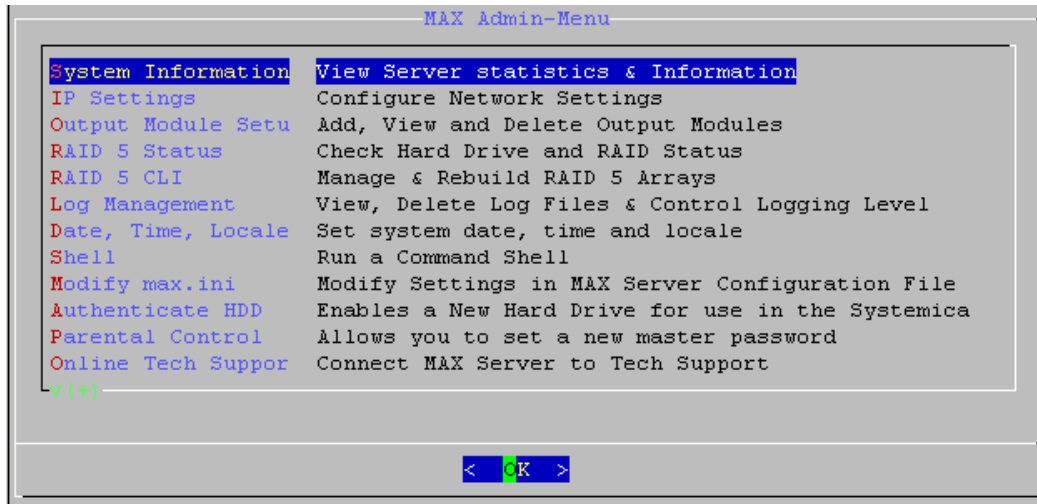 MAX Admin-Menu
System Information View Server statistics & Information
IP Settings Configure Network Settings
Output Module Setu Add, View and Delete Output Modules
RAID 5 Status Check Hard Drive and RAID Status
RAID 5 CLI Manage & Rebuild RAID 5 Arrays
Log Management View, Delete Log Files & Control Logging Level
Date, Time, Locale Set system date, time and locale
Shell Run a Command Shell
Modify max.ini Modify Settings in MAX Server Configuration File
Authenticate HDD Enables a New Hard Drive for use in the Systemica
Parental Control Allows you to set a new master password
Online Tech Suppor Connect MAX Server to Tech Support
v(+)
< OK >